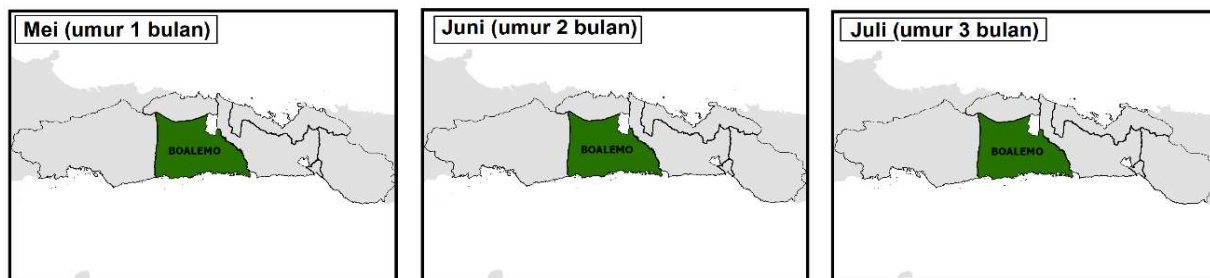 Mei (umur 1 bulan)
BOALEMO
Juni (umur 2 bulan)
BOALEMO
Juli (umur 3 bulan)
BOALEMO